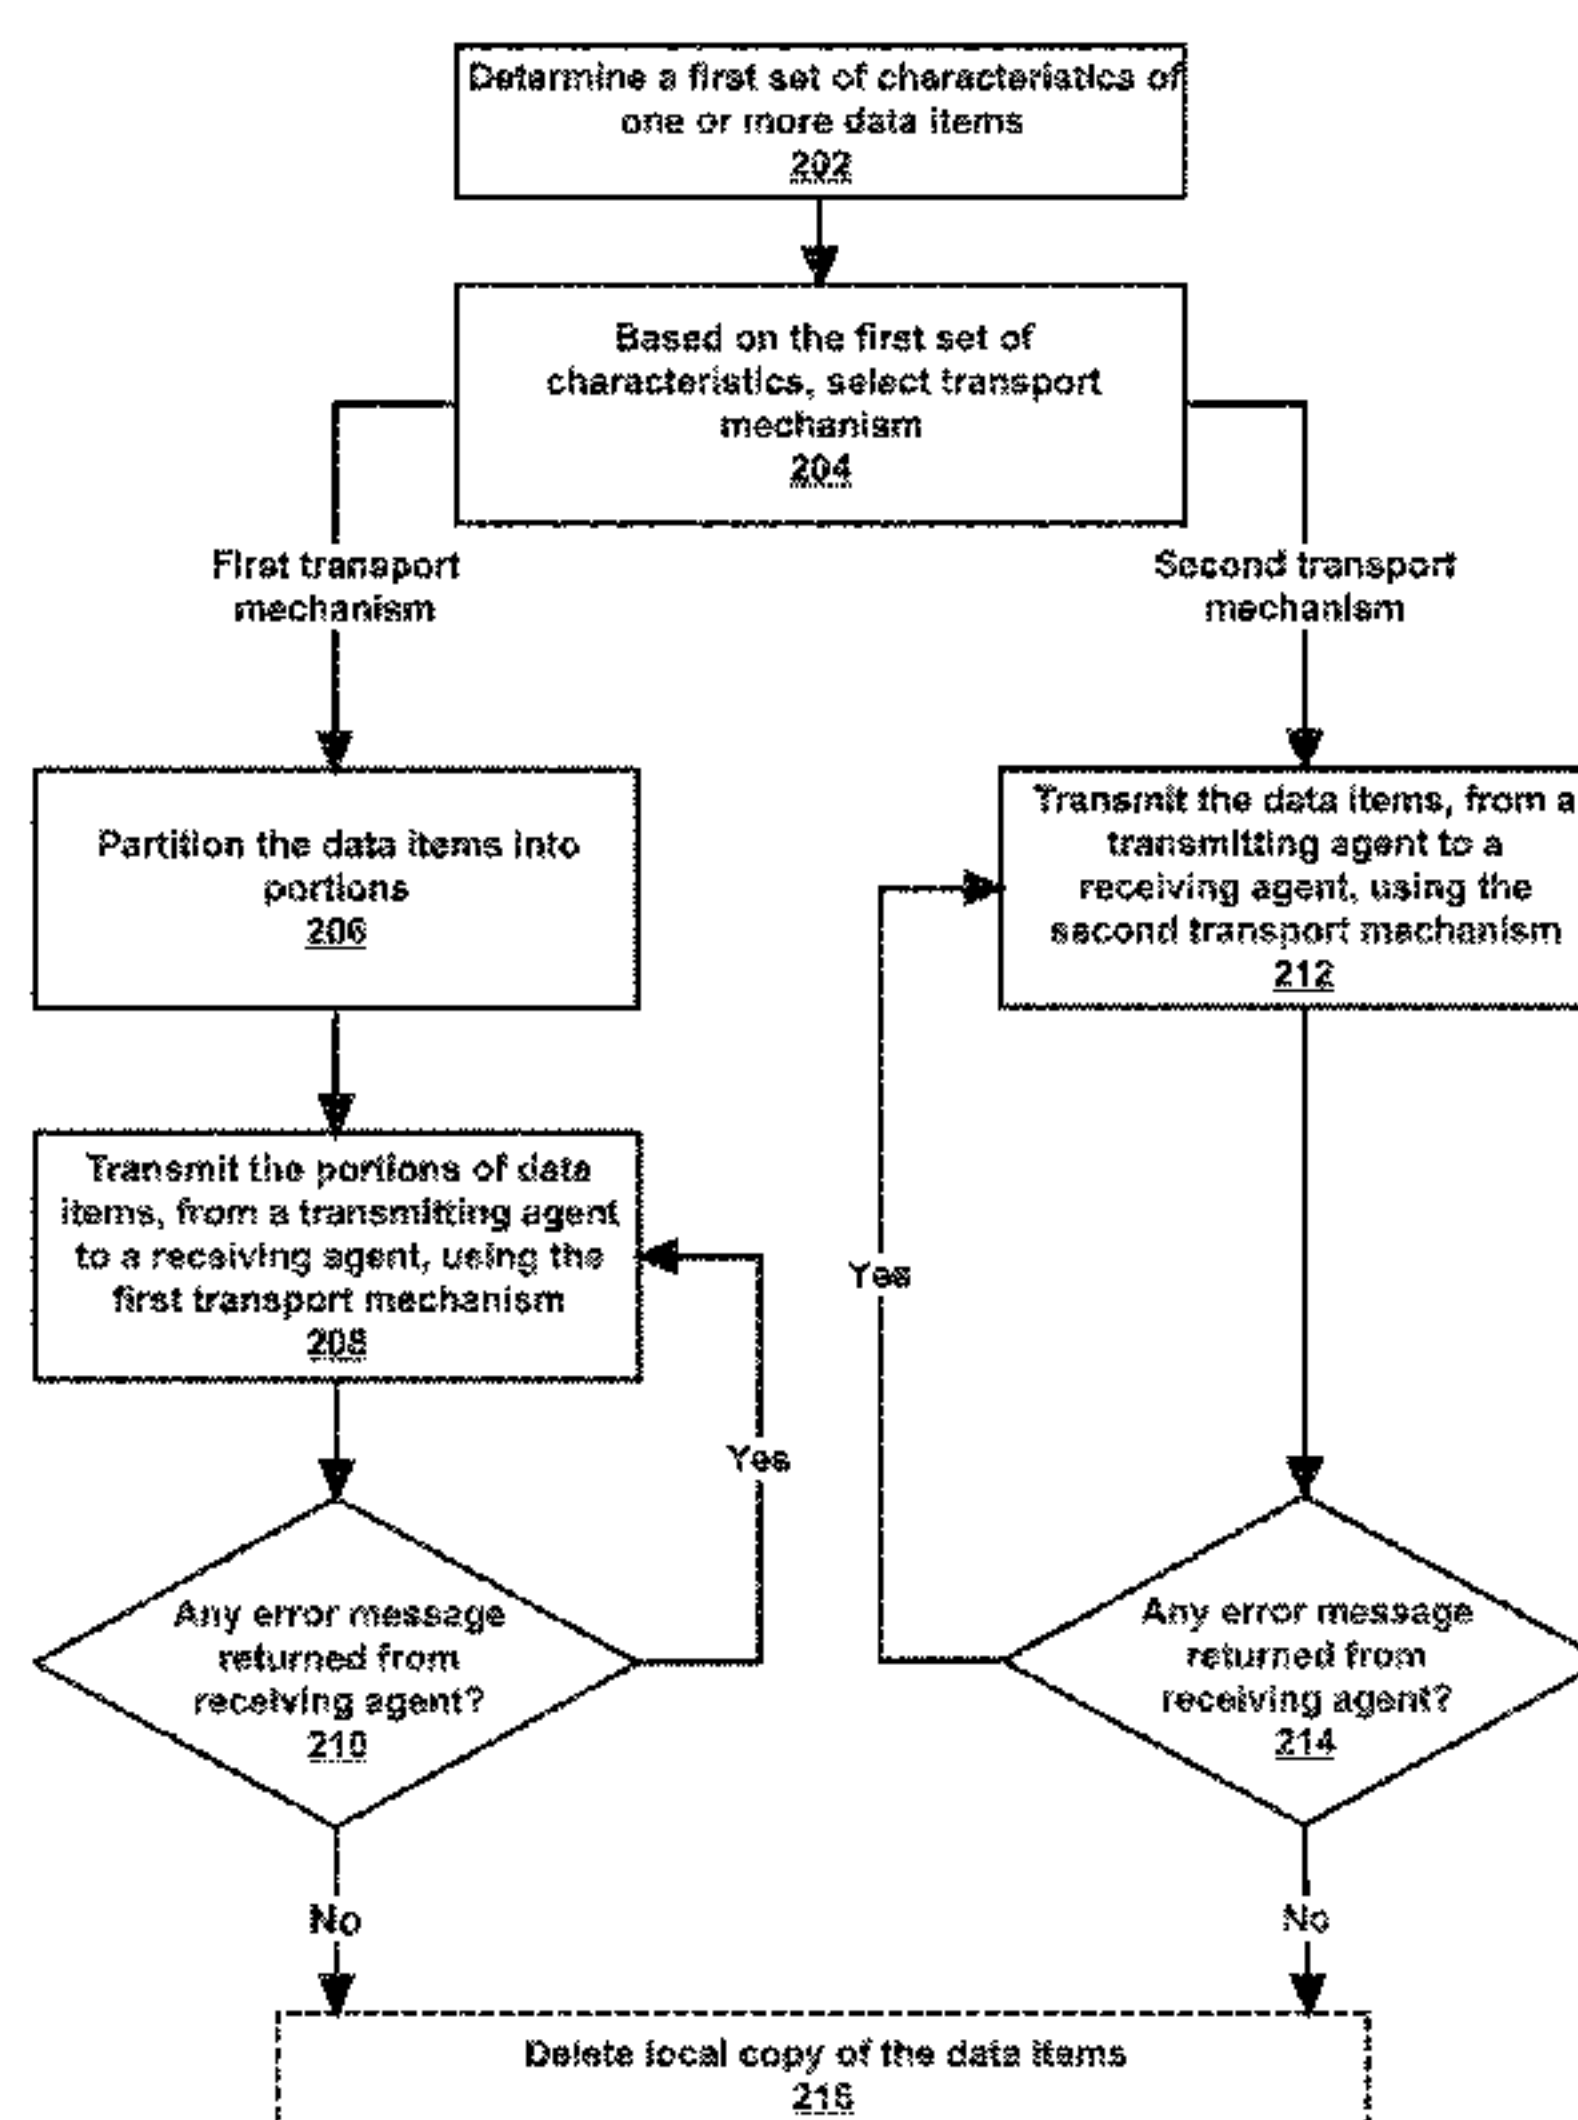 Determine a first set of characteristics of
one or more data items
202
Based on the first set of
characteristics, select transport
mechanism
204
First transport
mechanism
Second transport
mechanism
Partition the data items into
portions
206
Transmit the data items, from a
transmitting agent to a
receiving agent, using the
second transport mechanism
212
Transmit the portions of data
items, from a transmitting agent
to a receiving agent, using the
first transport mechanism
208
Yes
Yes
Any error message
returned from
receiving agent?
210
Any error message
returned from
receiving agent?
214
No
No
Delete local copy of the data items
216